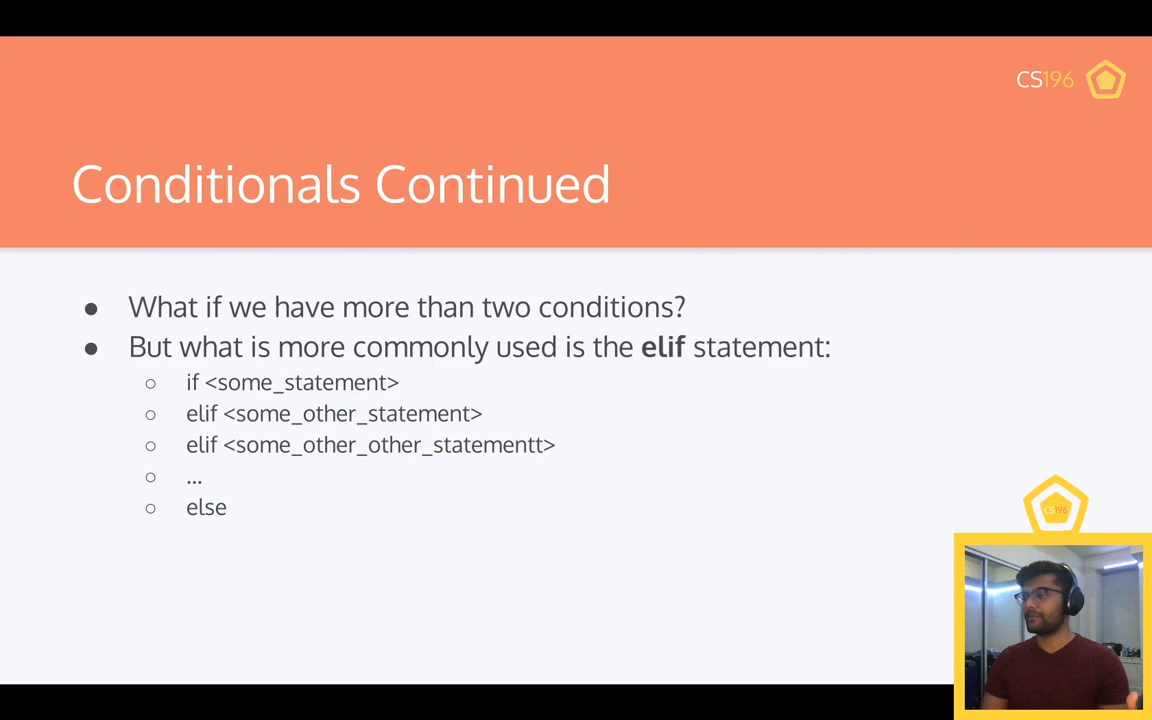 CS196
Conditionals Continued
● What if we have more than two conditions?
● But what is more commonly used is the elif statement:
○ if <some_statement>
○ elif <some_other_statement>
○ elif <some_other_other_statementt>
○ ...
○ else
CS196